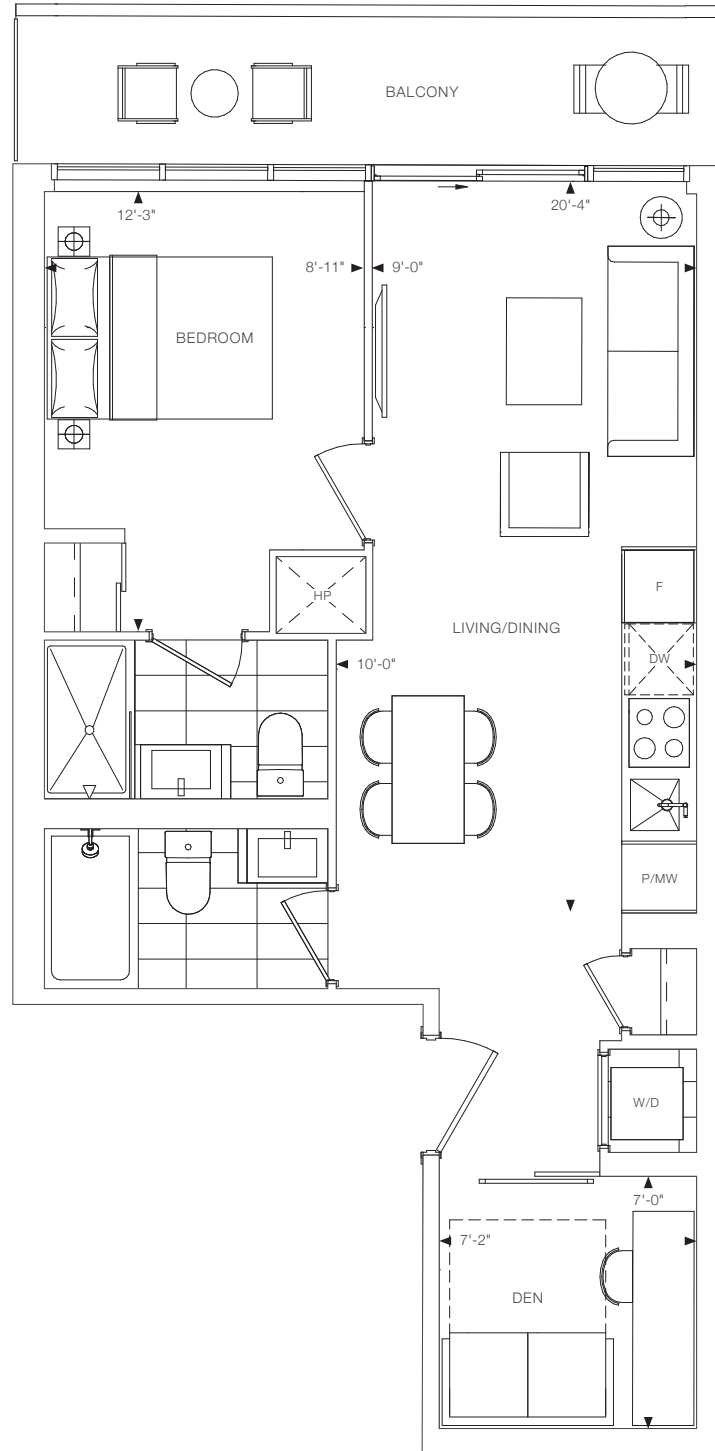 BALCONY
12'-3"
20'-4"
8'-11"
9'-0"
BEDROOM
F
HP
LIVING/DINING
DW
10'-0"
P/MW
W/D
7'-0"
7'-2"
DEN